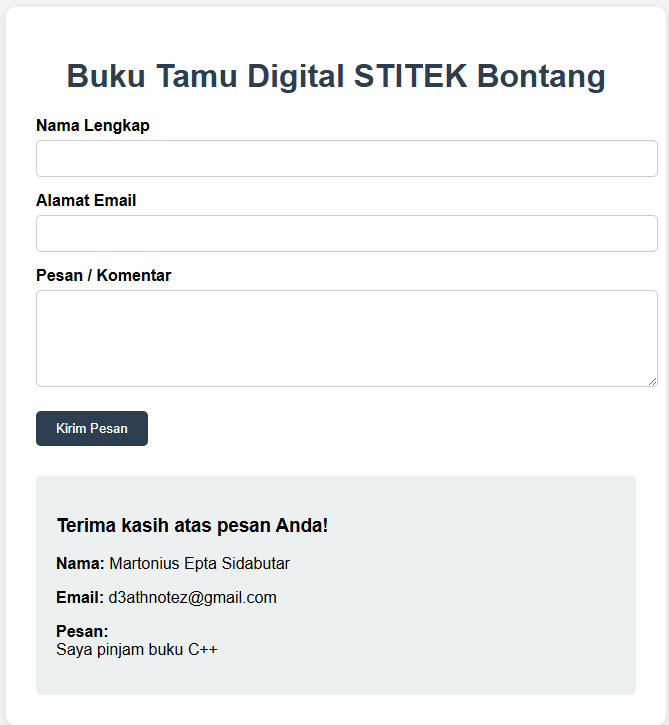 Buku Tamu Digital STITEK Bontang
Nama Lengkap
Alamat Email
Pesan / Komentar
Kirim Pesan
Terima kasih atas pesan Anda!
Nama: Martonius Epta Sidabutar
Email: d3athnotez@gmail.com
Pesan:
Saya pinjam buku C++